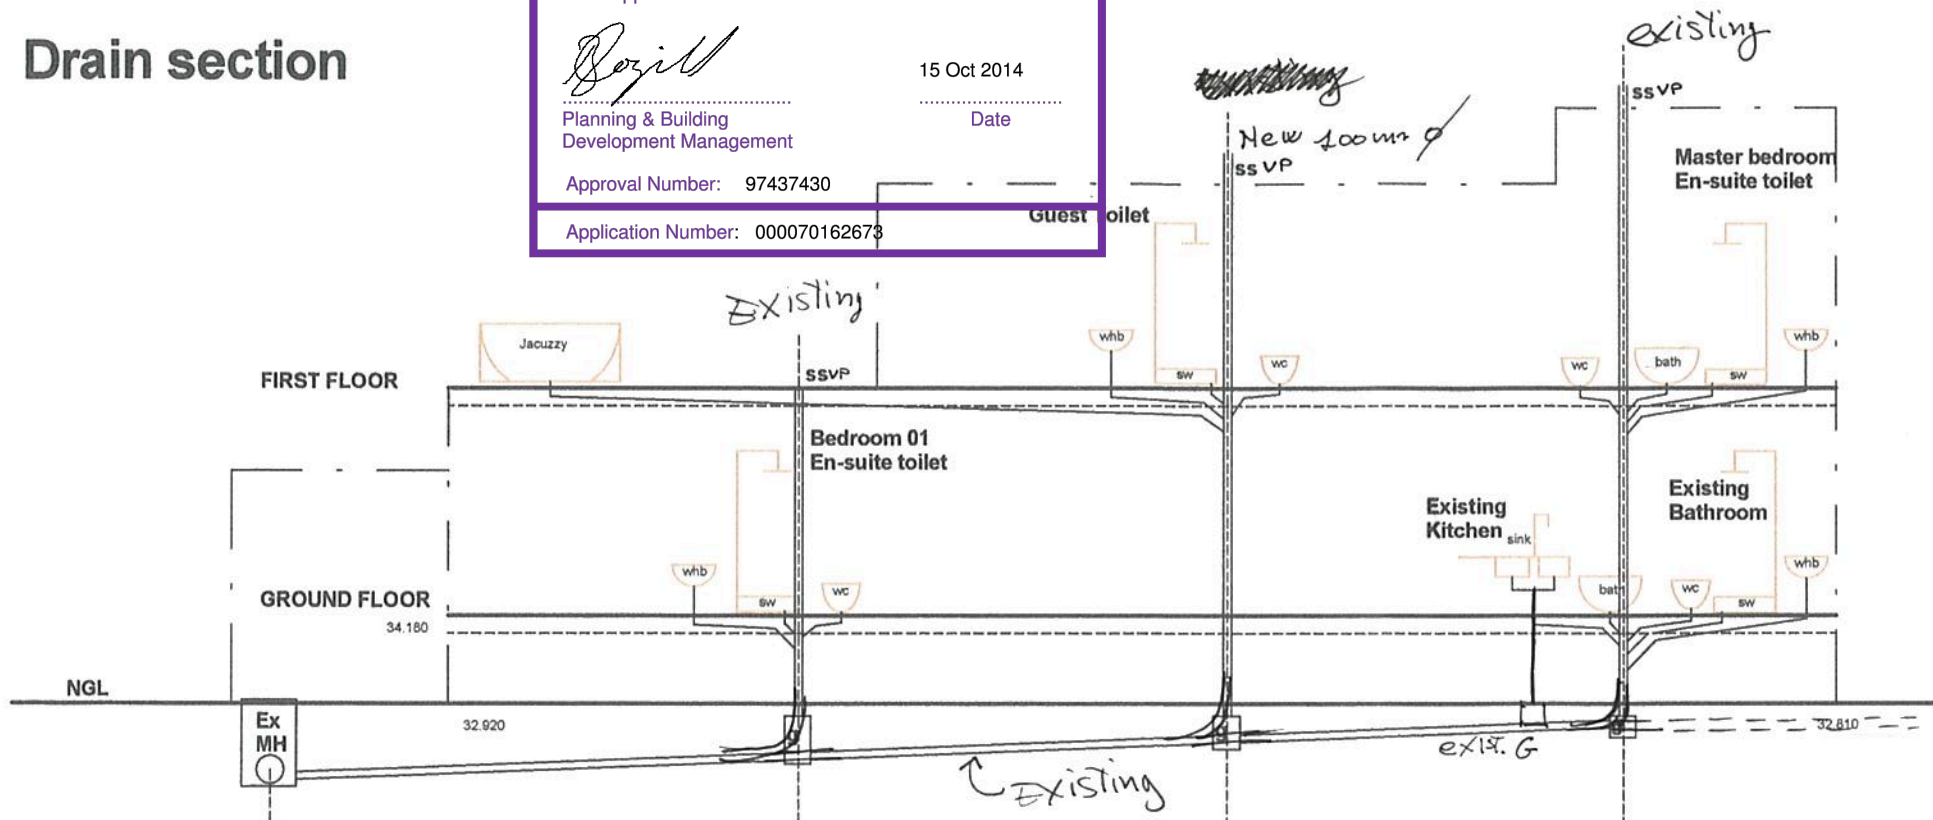 Drain section
15 Oct 2014
Planning & Building
Development Management
Date
Approval Number: 97437430
Application Number: 000070162673
existing
SSVP
New 100mm ∅
SSVP
Master bedroom
En-suite toilet
Guest toilet
Existing
SSVP
Jacuzzy
whb
sw
wc
wc
bath
sw
whb
FIRST FLOOR
Bedroom 01
En-suite toilet
Existing
Kitchen
sink
Existing
Bathroom
whb
sw
wc
bath
wc
sw
whb
GROUND FLOOR
34.180
NGL
Ex
MH
32.920
32.810
exist. G
Existing